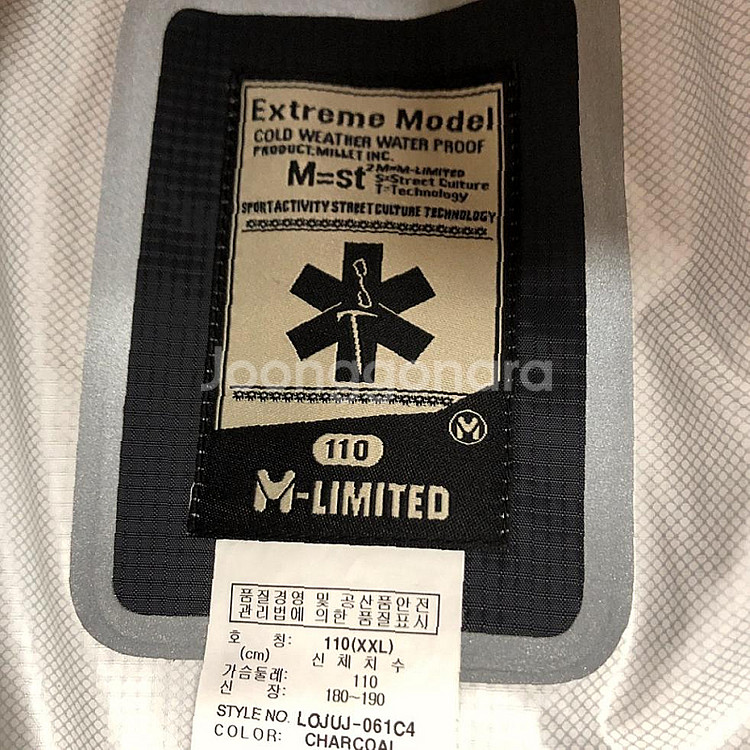 Extreme Model
COLD WEATHER WATER PROOF
PRODUCT:MILLET INC.
M=st² M=M-LIMITED
S=Street Culture
T=Technology
SPORT ACTIVITY STREET CULTURE TECHNOLOGY
Joonggonara
M
110
M-LIMITED
품질경영 및 공산품안전
관리법에 의한 품질표시
호 칭: 110(XXL)
(cm) 신체치수
가슴둘레: 110
신 장: 180~190
STYLE NO. LOJUJ-061C4
COLOR: CHARCOAL